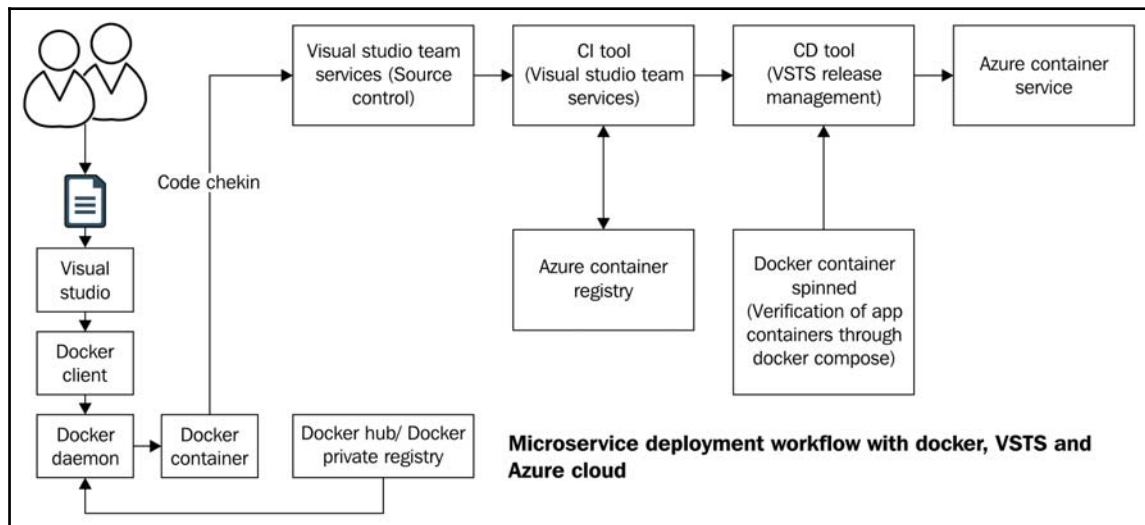 Visual studio team
services (Source
control)
CI tool
(Visual studio team
services)
CD tool
(VSTS release
management)
Azure container
service
Code chekin
Visual
studio
Azure container
registry
Docker container
spinned
(Verification of app
containers through
docker compose)
Docker
client
Docker
daemon
Docker
container
Docker hub/ Docker
private registry
Microservice deployment workflow with docker, VSTS and
Azure cloud